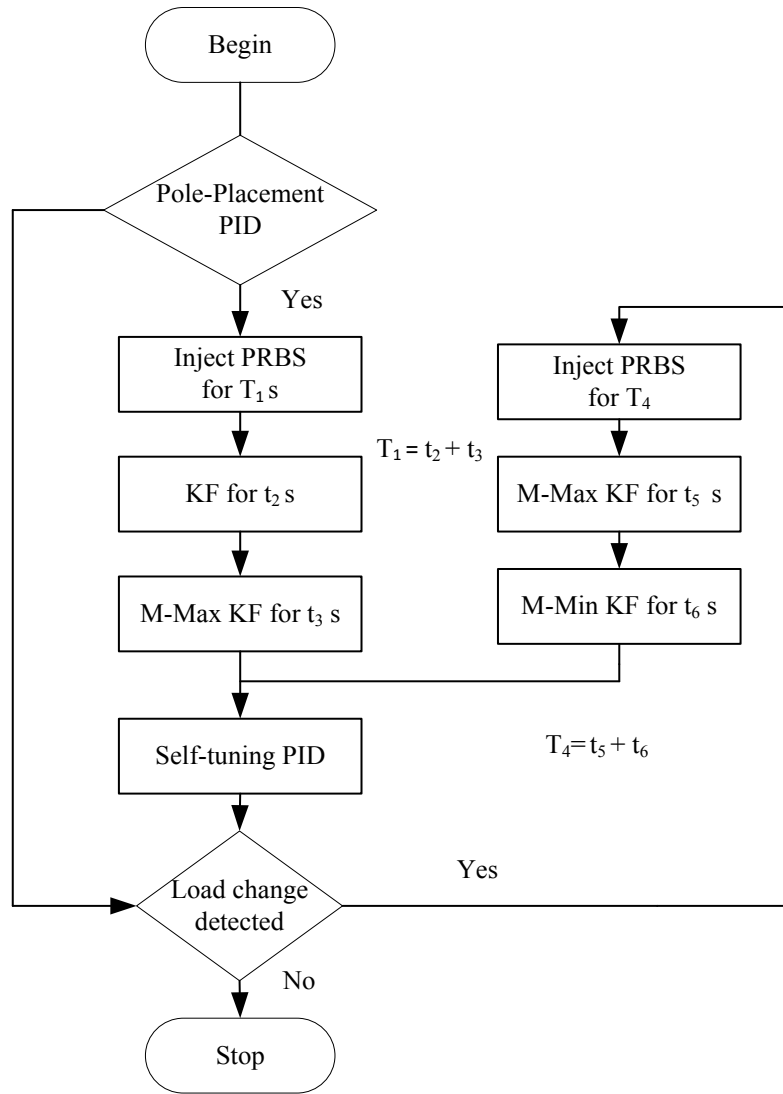 Begin
Pole-Placement
PID
Yes
Inject PRBS
for T₁ s
T₁ = t₂ + t₃
KF for t₂ s
M-Max KF for t₃ s
Inject PRBS
for T₄
M-Max KF for t₅ s
M-Min KF for t₆ s
T₄= t₅ + t₆
Self-tuning PID
Load change
detected
Yes
No
Stop